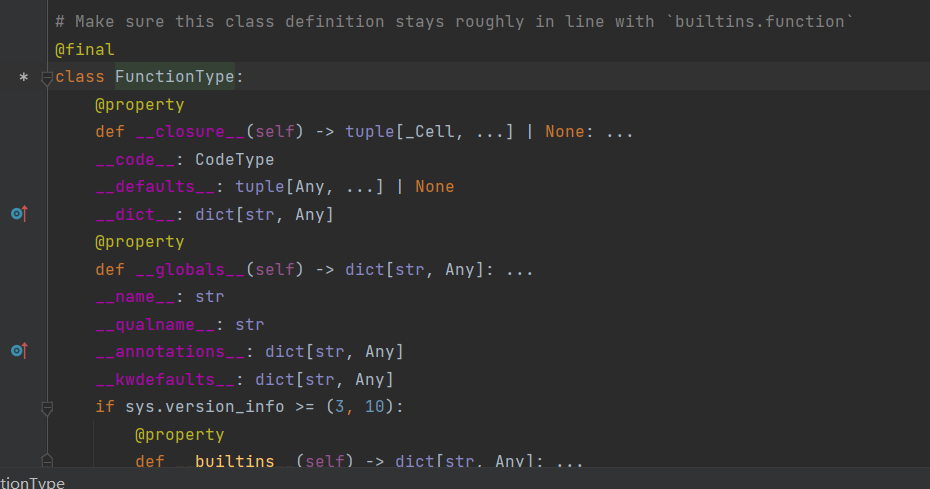 # Make sure this class definition stays roughly in line with `builtins.function`
@final
class FunctionType:
    @property
    def __closure__(self) -> tuple[_Cell, ...] | None: ...
    __code__: CodeType
    __defaults__: tuple[Any, ...] | None
    __dict__: dict[str, Any]
    @property
    def __globals__(self) -> dict[str, Any]: ...
    __name__: str
    __qualname__: str
    __annotations__: dict[str, Any]
    __kwdefaults__: dict[str, Any]
    if sys.version_info >= (3, 10):
        @property
        def __builtins__(self) -> dict[str, Any]: ...
tionType